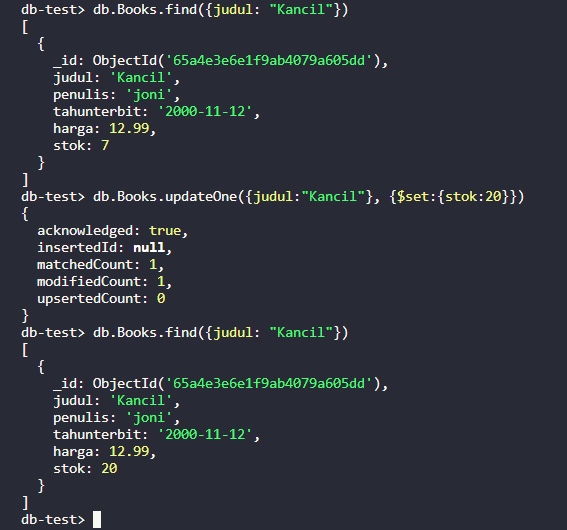 db-test> db.Books.find({judul: "Kancil"})
[
  {
    _id: ObjectId('65a4e3e6e1f9ab4079a605dd'),
    judul: 'Kancil',
    penulis: 'joni',
    tahunterbit: '2000-11-12',
    harga: 12.99,
    stok: 7
  }
]
db-test> db.Books.updateOne({judul:"Kancil"}, {$set:{stok:20}})
{
  acknowledged: true,
  insertedId: null,
  matchedCount: 1,
  modifiedCount: 1,
  upsertedCount: 0
}
db-test> db.Books.find({judul: "Kancil"})
[
  {
    _id: ObjectId('65a4e3e6e1f9ab4079a605dd'),
    judul: 'Kancil',
    penulis: 'joni',
    tahunterbit: '2000-11-12',
    harga: 12.99,
    stok: 20
  }
]
db-test>